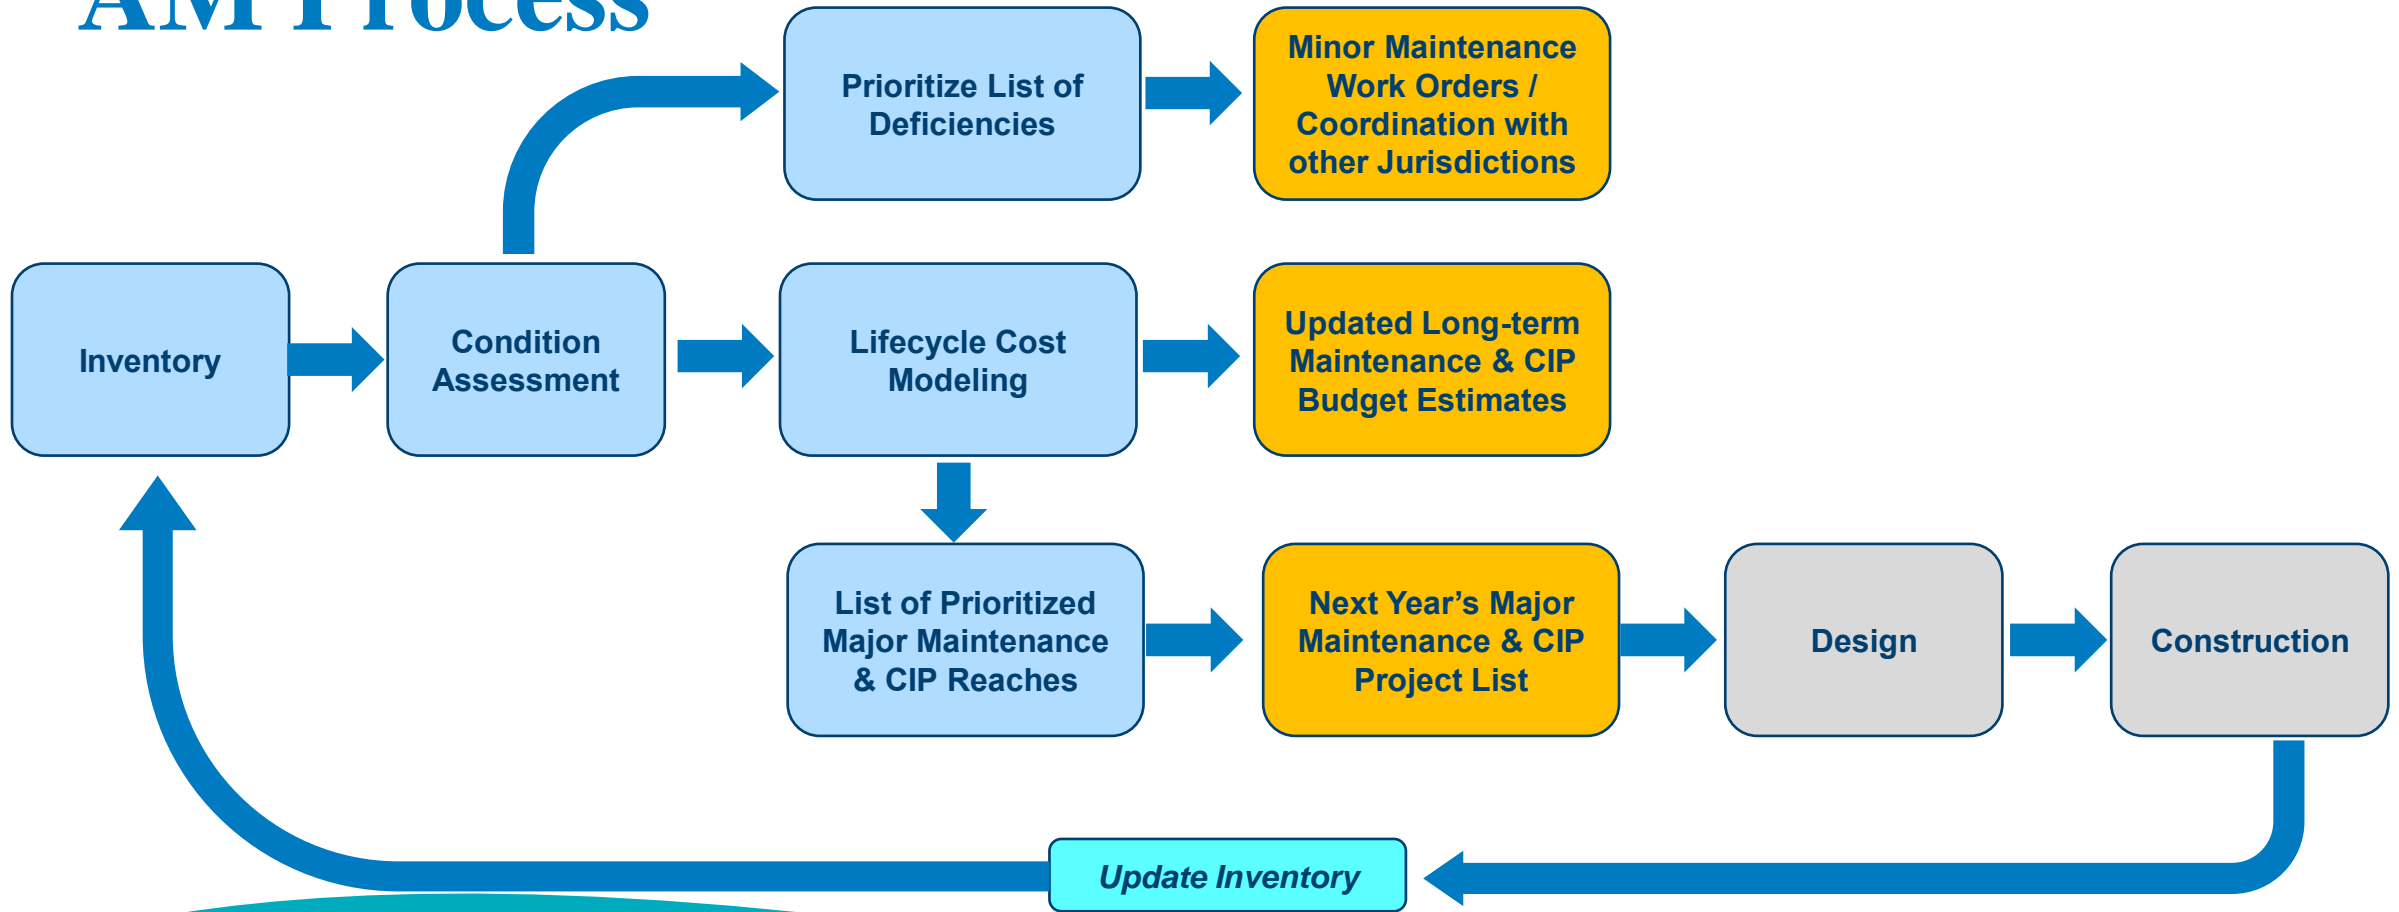 AM Process
Prioritize List of
Deficiencies
Minor Maintenance
Work Orders /
Coordination with
other Jurisdictions
Inventory
Condition
Assessment
Lifecycle Cost
Modeling
Updated Long-term
Maintenance & CIP
Budget Estimates
List of Prioritized
Major Maintenance
& CIP Reaches
Next Year’s Major
Maintenance & CIP
Project List
Design
Construction
Update Inventory